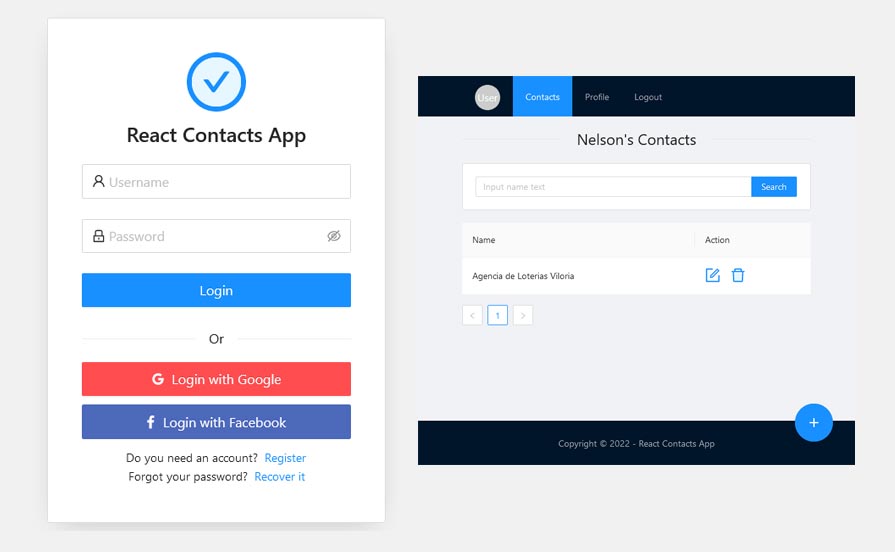 React Contacts App
Username
Password
Login
Or
Login with Google
Login with Facebook
Do you need an account? Register
Forgot your password? Recover it
User Contacts Profile Logout
Nelson's Contacts
Input name text Search
Name Action
Agencia de Loterias Viloria
< 1 >
+
Copyright © 2022 - React Contacts App